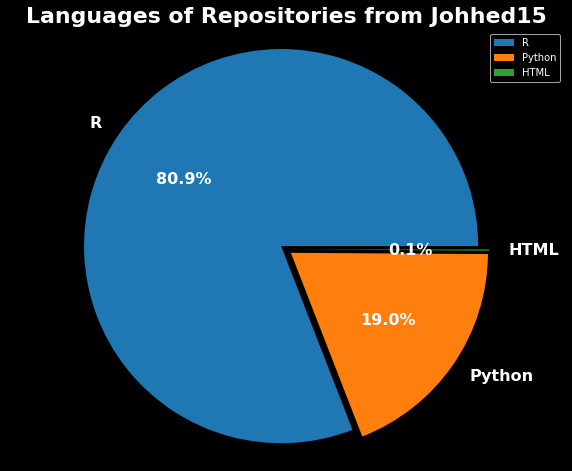 Languages of Repositories from Johhed15
R
Python
HTML
R
80.9%
0.1%
HTML
19.0%
Python